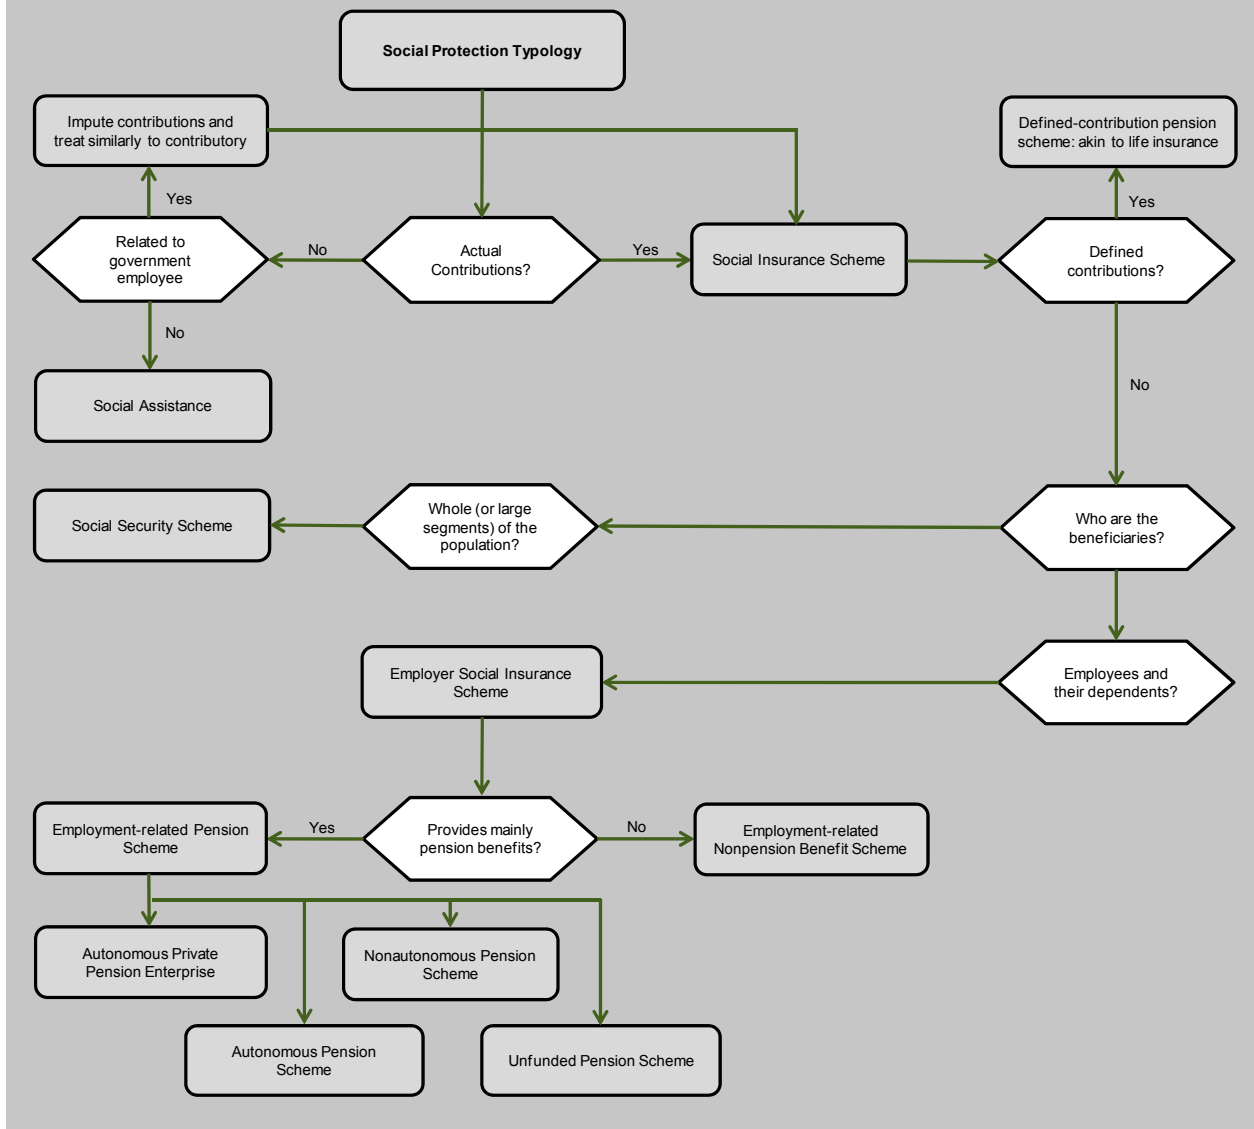 Social Protection Typology
Impute contributions and
treat similarly to contributory
Defined-contribution pension
scheme: akin to life insurance
Yes
Yes
Related to
government
employee
No
Actual
Contributions?
Yes
Social Insurance Scheme
Defined
contributions?
No
No
Social Assistance
Social Security Scheme
Whole (or large
segments) of the
population?
Who are the
beneficiaries?
Employer Social Insurance
Scheme
Employees and
their dependents?
Employment-related Pension
Scheme
Yes
Provides mainly
pension benefits?
No
Employment-related
Nonpension Benefit Scheme
Autonomous Private
Pension Enterprise
Nonautonomous Pension
Scheme
Autonomous Pension
Scheme
Unfunded Pension Scheme